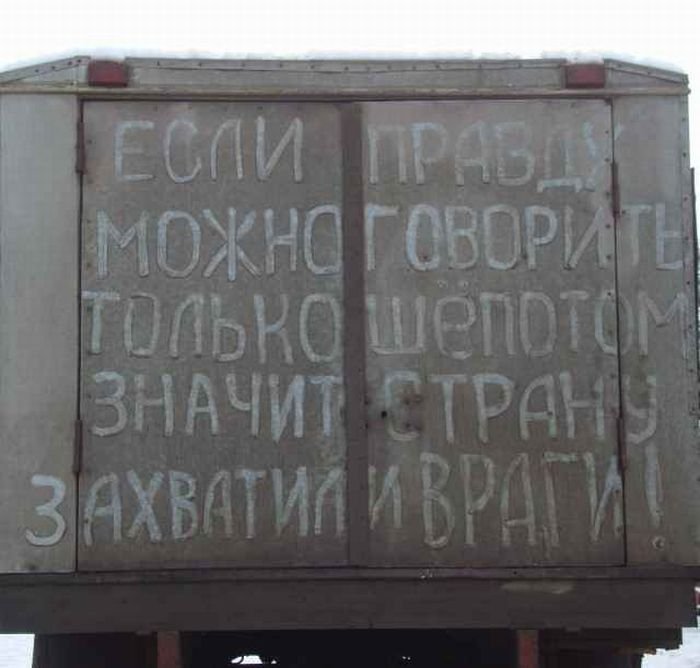 ЕСЛИ ПРАВДУ
МОЖНО ГОВОРИТЬ
ТОЛЬКО ШЁПОТОМ
ЗНАЧИТ СТРАНУ
ЗАХВАТИЛИ ВРАГИ!